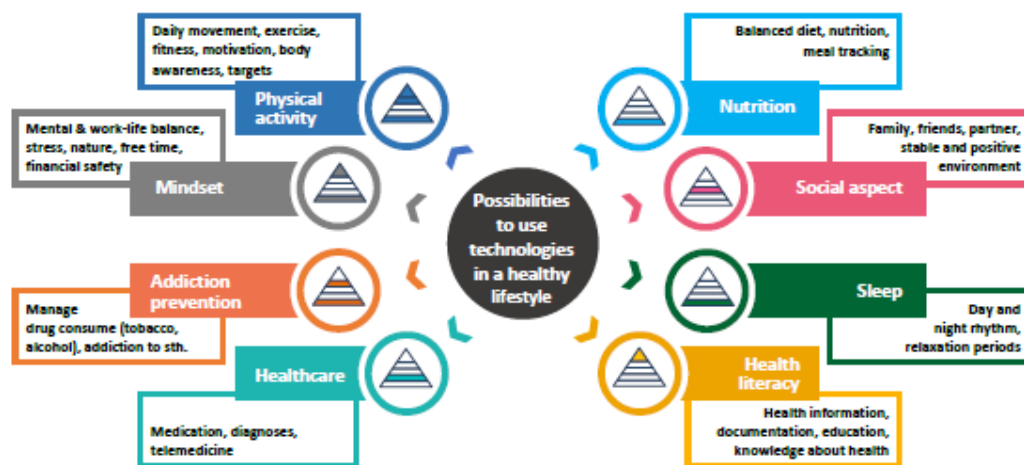 Daily movement, exercise,
fitness, motivation, body
awareness, targets
Physical
activity
Mental & work-life balance,
stress, nature, free time,
financial safety
Mindset
Addiction
prevention
Manage
drug consume (tobacco,
alcohol), addiction to sth.
Healthcare
Medication, diagnoses,
telemedicine
Possibilities
to use
technologies
in a healthy
lifestyle
Balanced diet, nutrition,
meal tracking
Nutrition
Family, friends, partner,
stable and positive
environment
Social aspect
Sleep
Day and
night rhythm,
relaxation periods
Health
literacy
Health information,
documentation, education,
knowledge about health